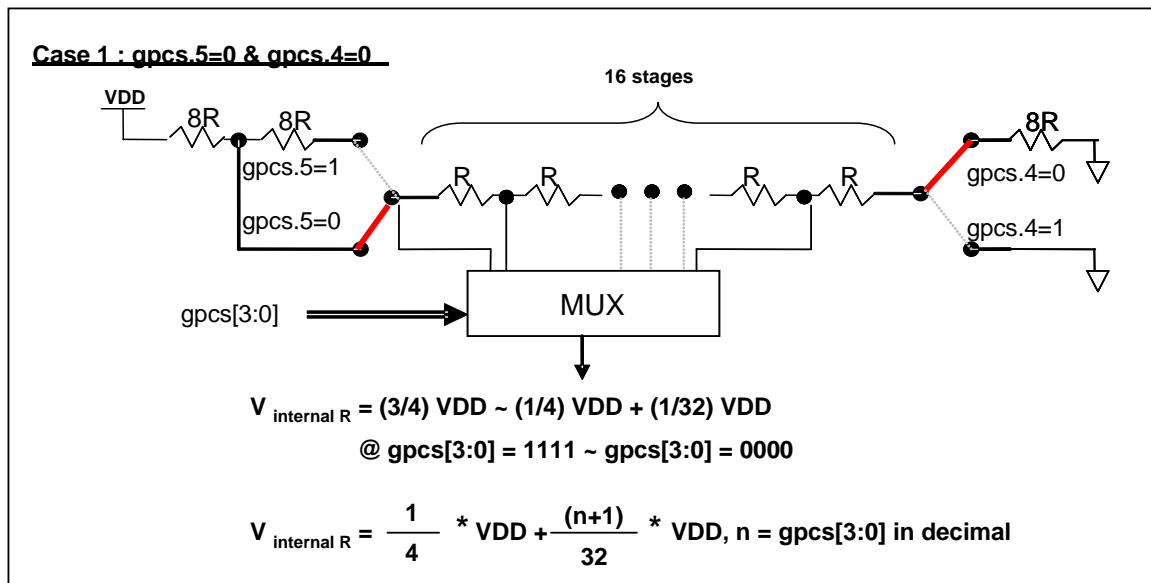 Case 1 : gpcs.5=0 & gpcs.4=0
16 stages
VDD
8R
8R
8R
gpcs.5=1
gpcs.4=0
R
R
R
R
gpcs.5=0
gpcs.4=1
gpcs[3:0]
MUX
V internal R = (3/4) VDD ~ (1/4) VDD + (1/32) VDD
@ gpcs[3:0] = 1111 ~ gpcs[3:0] = 0000
V internal R = 1/4 * VDD + (n+1)/32 * VDD, n = gpcs[3:0] in decimal